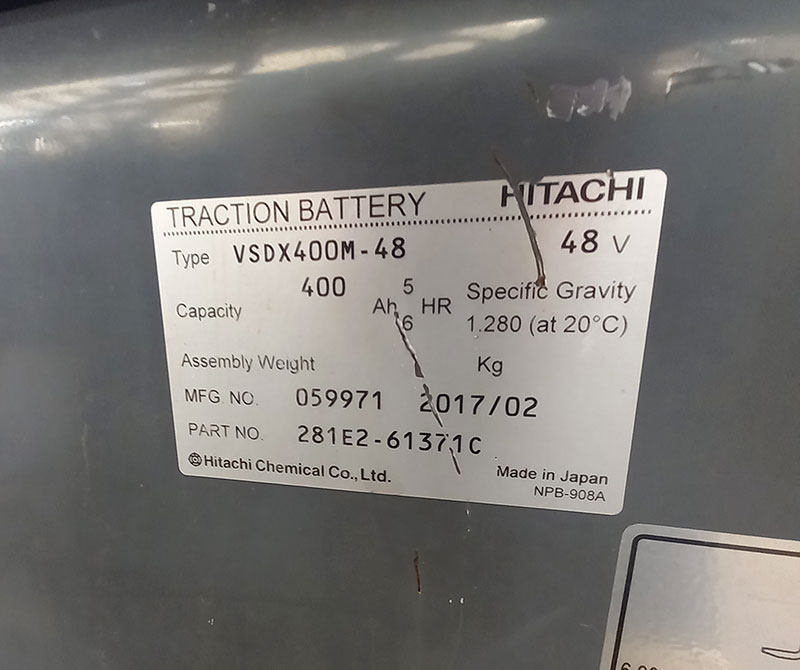 TRACTION BATTERY HITACHI
Type VSDX400M-48 48 V
Capacity 400 Ah 5 HR Specific Gravity
6 1.280 (at 20°C)
Assembly Weight Kg
MFG NO. 059971 2017/02
PART NO. 281E2-61371C
Hitachi Chemical Co., Ltd. Made in Japan
NPB-908A